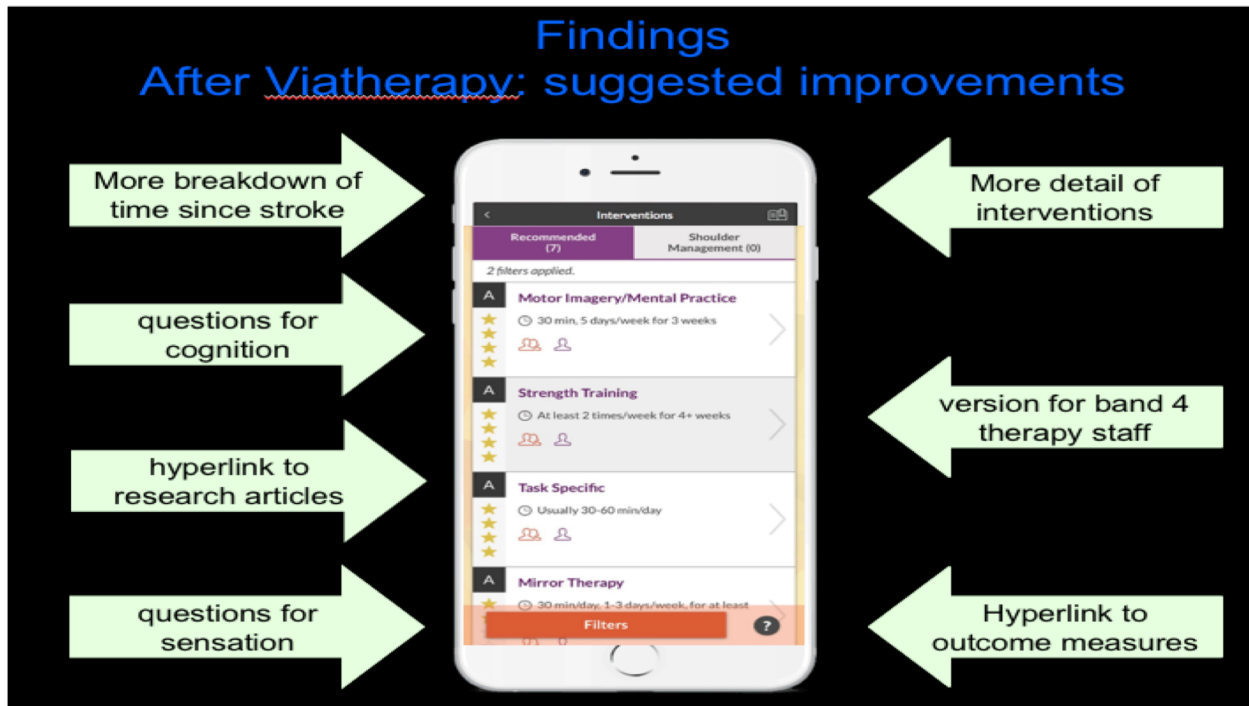 Findings
After Viatherapy: suggested improvements
More breakdown of
time since stroke
questions for
cognition
hyperlink to
research articles
questions for
sensation
<
Interventions
Recommended
(7)
Shoulder
Management (0)
2 filters applied.
A
Motor Imagery/Mental Practice
30 min, 5 days/week for 3 weeks
A
Strength Training
At least 2 times/week for 4+ weeks
A
Task Specific
Usually 30-60 min/day
A
Mirror Therapy
30 min/day, 1-3 days/week, for at least
Filters
?
More detail of
interventions
version for band 4
therapy staff
Hyperlink to
outcome measures